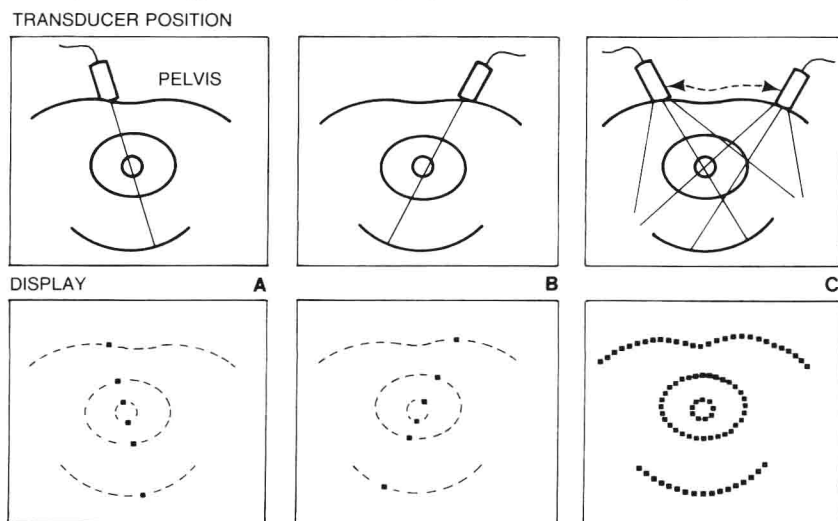 TRANSDUCER POSITION
PELVIS
DISPLAY
A
B
C